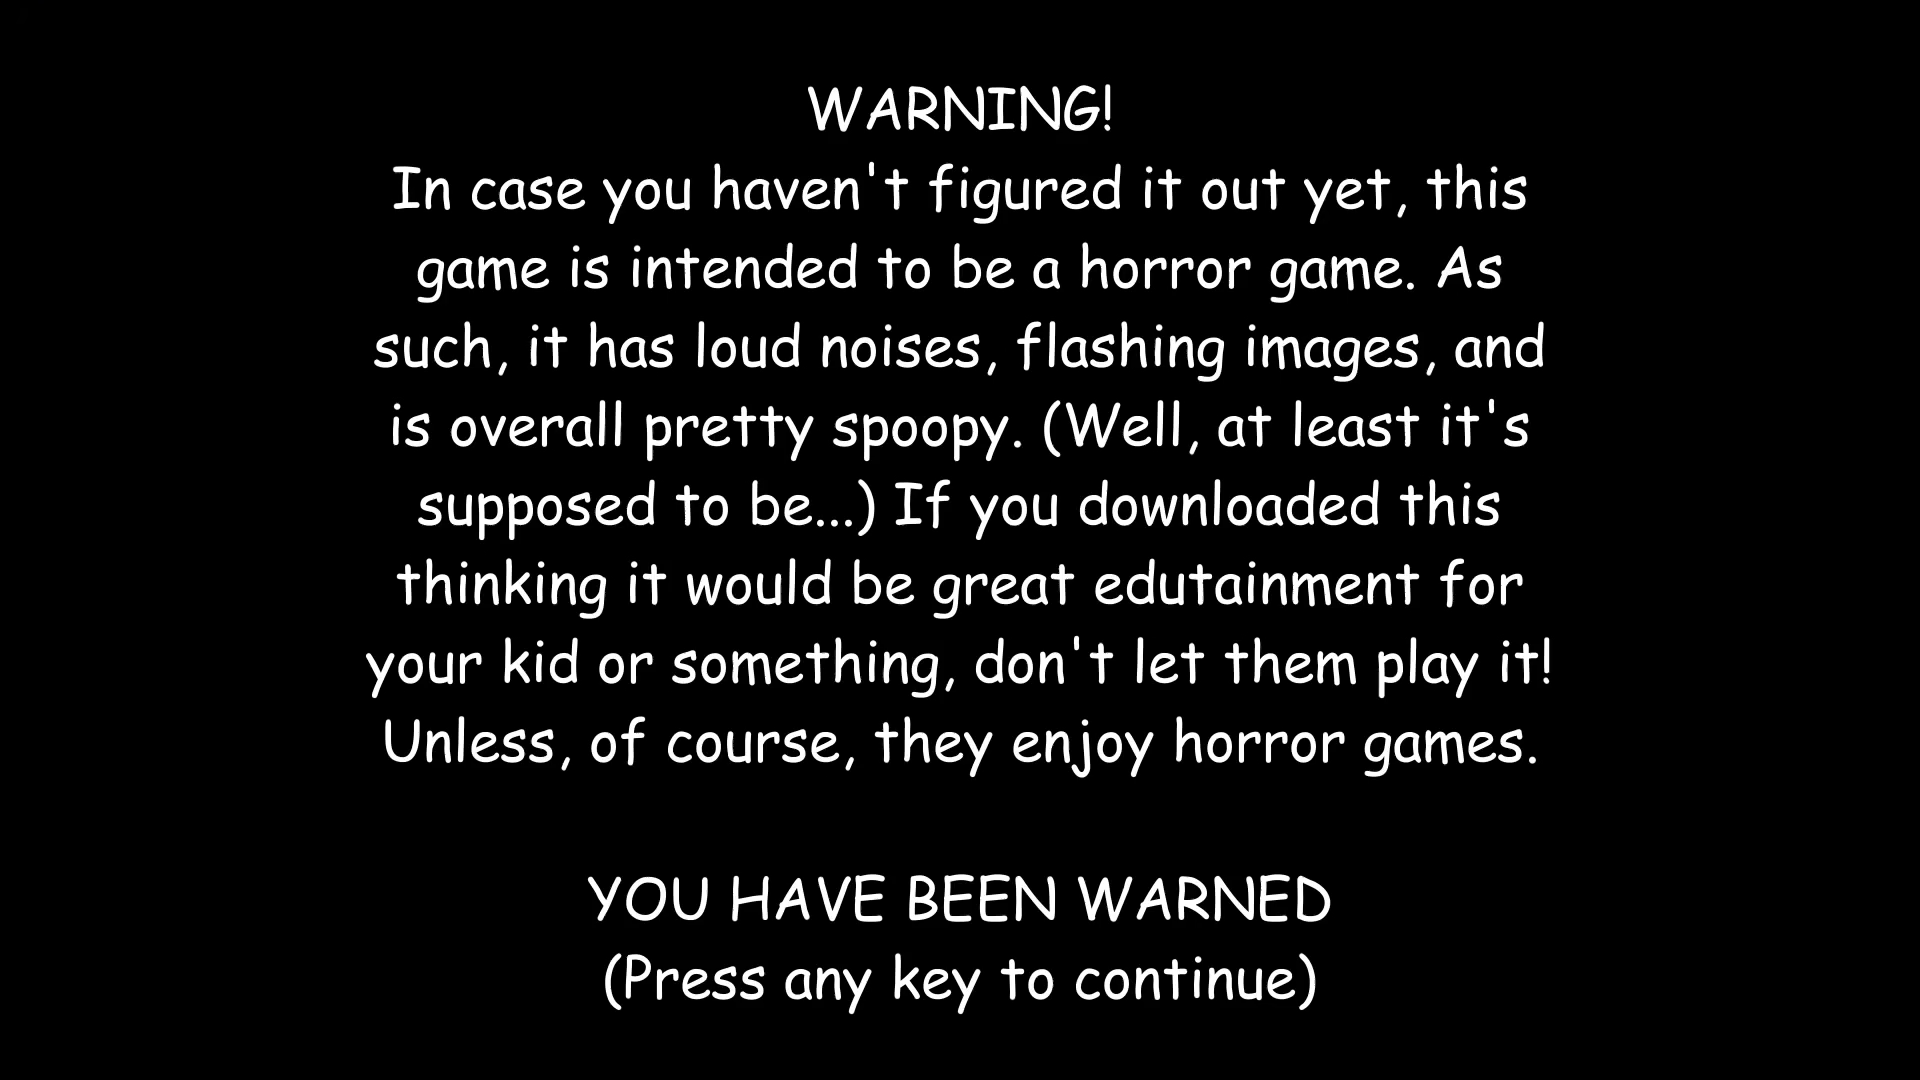 WARNING!
In case you haven't figured it out yet, this
game is intended to be a horror game. As
such, it has loud noises, flashing images, and
is overall pretty spoopy. (Well, at least it's
supposed to be...) If you downloaded this
thinking it would be great edutainment for
your kid or something, don't let them play it!
Unless, of course, they enjoy horror games.
YOU HAVE BEEN WARNED
(Press any key to continue)